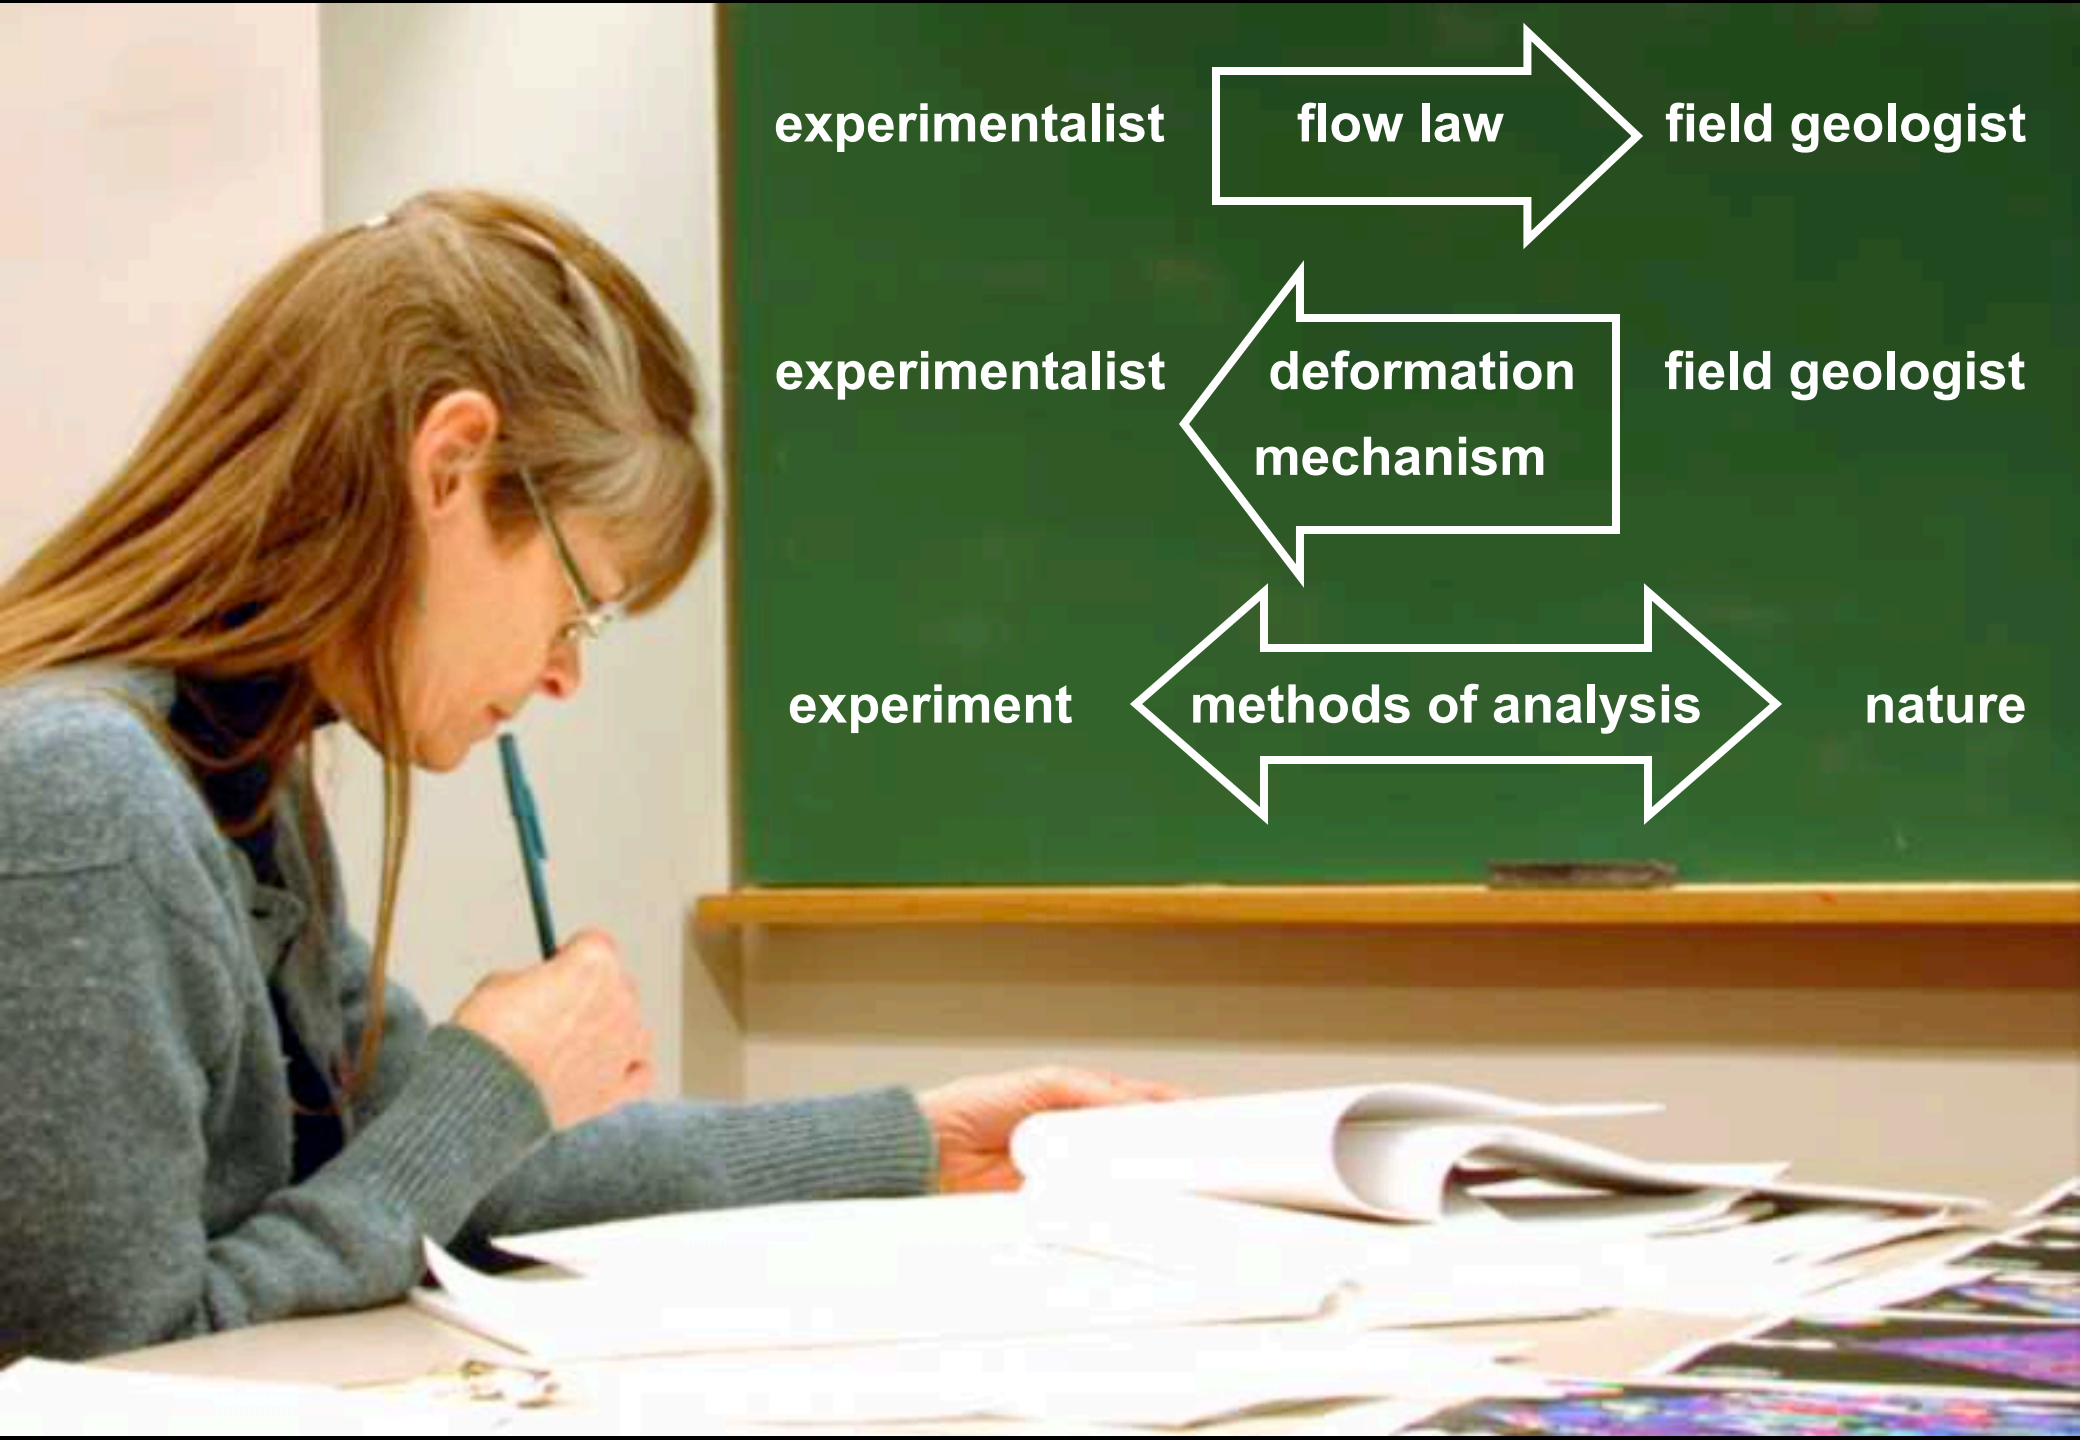 experimentalist flow law field geologist
experimentalist deformation field geologist
mechanism
experiment methods of analysis nature